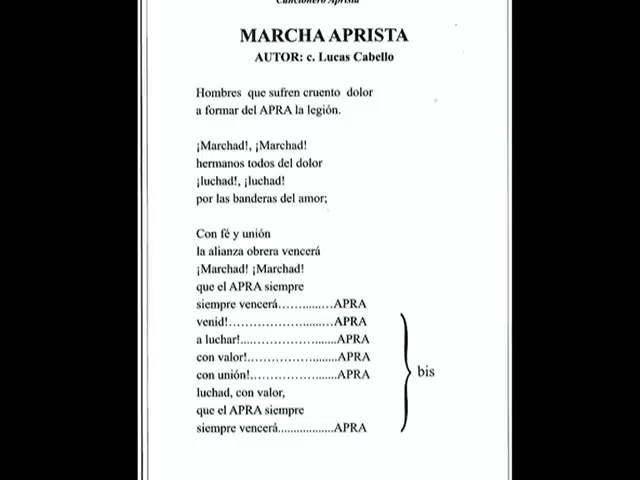 Cancionero Aprista
MARCHA APRISTA
AUTOR: c. Lucas Cabello
Hombres que sufren cruento dolor
a formar del APRA la legión.
¡Marchad!, ¡Marchad!
hermanos todos del dolor
¡luchad!, ¡luchad!
por las banderas del amor;
Con fé y unión
la alianza obrera vencerá
¡Marchad! ¡Marchad!
que el APRA siempre
siempre vencerá……......…APRA
venid!………………......…APRA
a luchar!...………………......APRA
con valor!………………......APRA
con unión!………………......APRA
luchad, con valor,
que el APRA siempre
siempre vencerá..................APRA
bis